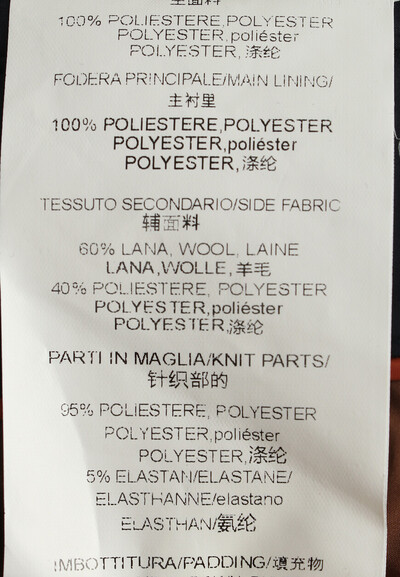 主面料
100% POLIESTERE,POLYESTER
POLYESTER,poliéster
POLYESTER, 涤纶
FODERA PRINCIPALE/MAIN LINING/
主衬里
100% POLIESTERE,POLYESTER
POLYESTER,poliéster
POLYESTER,涤纶
TESSUTO SECONDARIO/SIDE FABRIC
辅面料
60% LANA, WOOL, LAINE
LANA,WOLLE,羊毛
40% POLIESTERE, POLYESTER
POLYESTER,poliéster
POLYESTER,涤纶
PARTI IN MAGLIA/KNIT PARTS/
针织部的
95% POLIESTERE, POLYESTER
POLYESTER,poliéster
POLYESTER,涤纶
5% ELASTAN/ELASTANE/
ELASTHANNE/elastano
ELASTHAN/氨纶
IMBOTTITURA/PADDING/填充物